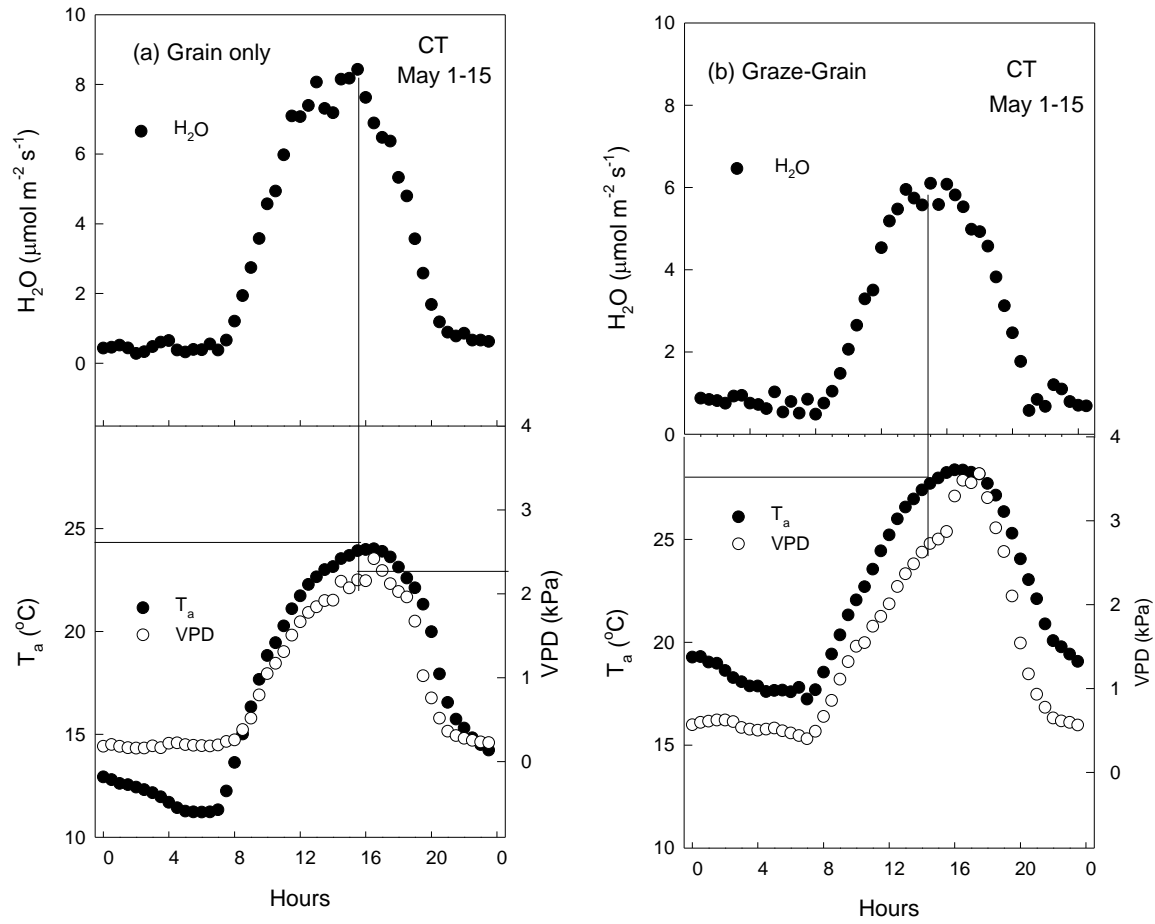 10
8
6
4
2
0
H₂O (μmol m⁻² s⁻¹)
(a) Grain only
CT
May 1-15
H₂O
25
20
15
10
Tₐ (°C)
Tₐ
VPD
4
3
2
1
0
VPD (kPa)
0 4 8 12 16 20 0
Hours
10
8
6
4
2
0
H₂O (μmol m⁻² s⁻¹)
(b) Graze-Grain
CT
May 1-15
H₂O
28
20
15
10
Tₐ (°C)
Tₐ
VPD
4
3
2
1
0
VPD (kPa)
0 4 8 12 16 20 0
Hours